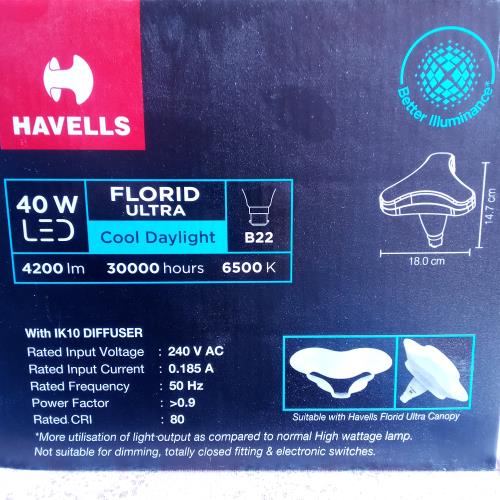 HAVELLS
Better Illuminance*
40 W
LED
FLORID
ULTRA
Cool Daylight
B22
4200 lm 30000 hours 6500 K
14.7 cm
18.0 cm
With IK10 DIFFUSER
Rated Input Voltage : 240 V AC
Rated Input Current : 0.185 A
Rated Frequency : 50 Hz
Power Factor : >0.9
Rated CRI : 80
Suitable with Havells Florid Ultra Canopy
*More utilisation of light output as compared to normal High wattage lamp.
Not suitable for dimming, totally closed fitting & electronic switches.